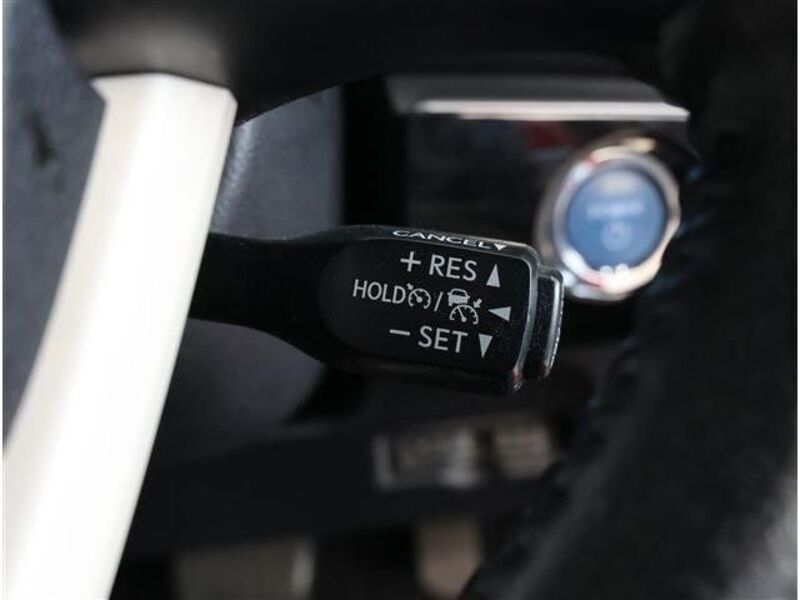 CANCEL▼
+ RES ▲
HOLD / ◀
− SET ▼